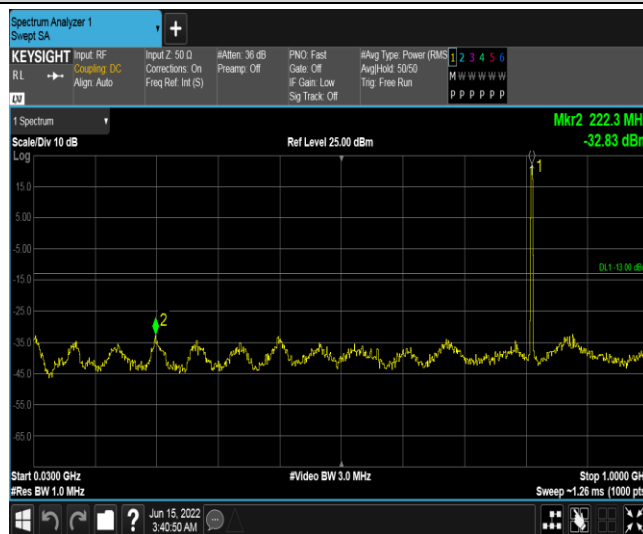 Spectrum Analyzer 1
Swept SA
+
KEYSIGHT Input: RF Input Z: 50 Ω #Atten: 36 dB PNO: Fast #Avg Type: Power (RMS 1 2 3 4 5 6
RL Coupling: DC Corrections: On Preamp: Off Gate: Off Avg|Hold: 50/50 M W W W W W
Align: Auto Freq Ref: Int (S) IF Gain: Low Trig: Free Run
LXI Sig Track: Off P P P P P P
1 Spectrum Mkr2 222.3 MH
Scale/Div 10 dB Ref Level 25.00 dBm -32.83 dBm
Log
1
15.0
5.00
-5.00
DL1 -13.00 dB
-15.0
-25.0
2
-35.0
-45.0
-55.0
-65.0
Start 0.0300 GHz #Video BW 3.0 MHz Stop 1.0000 GH
#Res BW 1.0 MHz Sweep ~1.26 ms (1000 pts
? Jun 15, 2022
3:40:50 AM